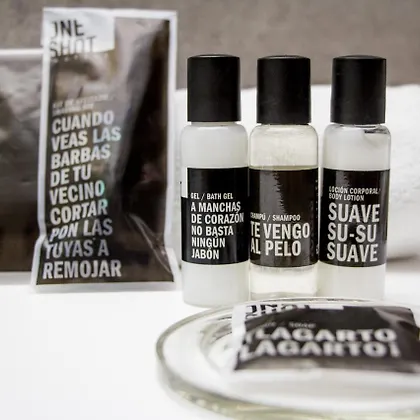 ONE
SHOT
CUANDO
VEAS LAS
BARBAS
DE TU
VECINO
CORTAR
PON LAS
TUYAS A
REMOJAR
GEL / BATH GEL
A MANCHAS
DE CORAZÓN
NO BASTA
NINGÚN
JABÓN
CHAMPÚ / SHAMPOO
TE VENGO
AL PELO
LOCIÓN CORPORAL/
BODY LOTION
SUAVE
SU-SU
SUAVE
ONE
SHOT
LAGARTO
LAGARTO